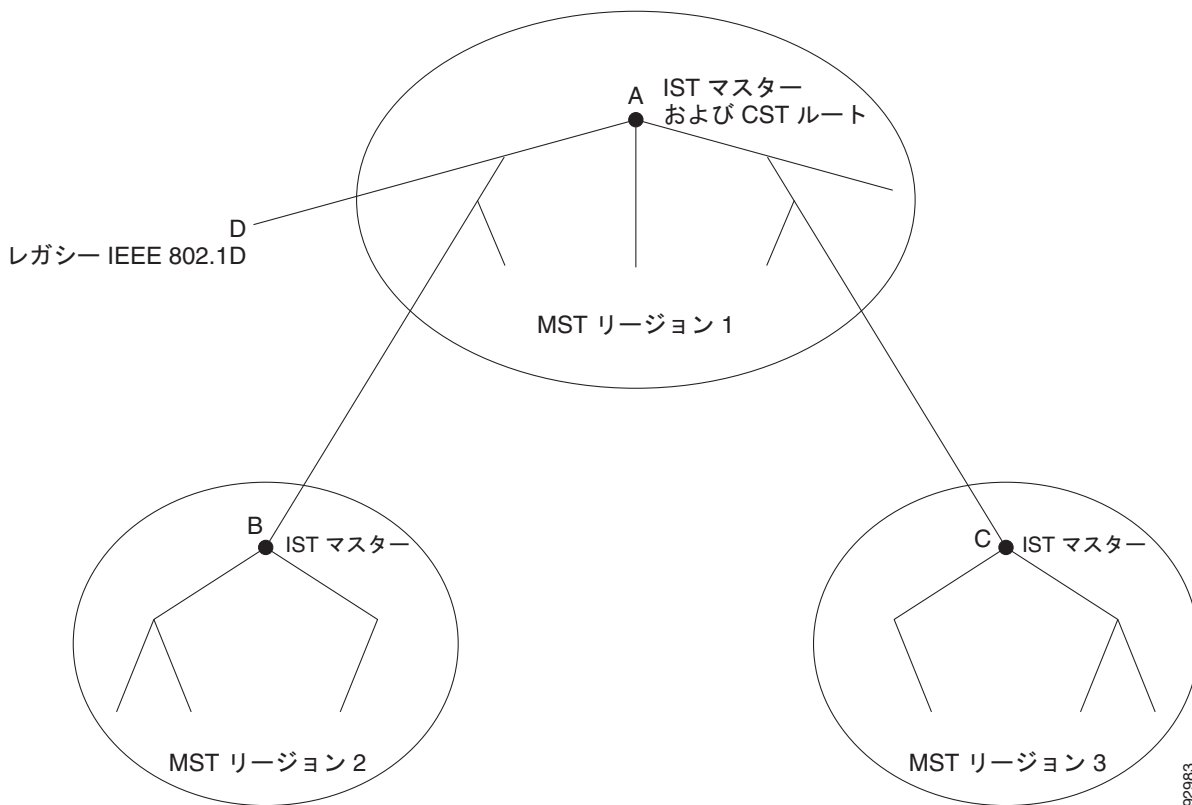 A
IST マスター
および CST ルート
D
レガシー IEEE 802.1D
MST リージョン 1
B
IST マスター
C
IST マスター
MST リージョン 2
MST リージョン 3
92983